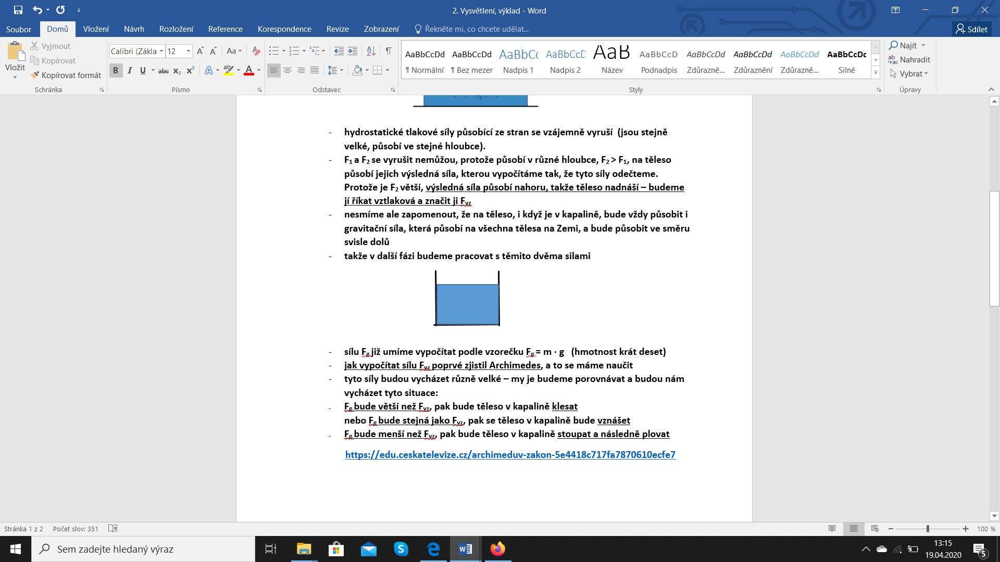 2. Vysvětlení, výklad - Word
Soubor Domů Vložení Návrh Rozložení Reference Korespondence Revize Zobrazení Řekněte mi, co chcete udělat... Sdílet
Vložit
Vyjmout
Kopírovat
Kopírovat formát
Schránka
Calibri (Zákla 12
Písmo
Odstavec
AaBbCcDd AaBbCcDd AaBbCc AaBbCcD AaB AaBbCcD AaBbCcDd AaBbCcDd AaBbCcDd AaBbCcDc
¶ Normální ¶ Bez mezer Nadpis 1 Nadpis 2 Název Podnadpis Zdůrazně... Zdůraznění Zdůrazně... Silné
Styly
Najít
Nahradit
Vybrat
Úpravy
- hydrostatické tlakové síly působící ze stran se vzájemně vyruší (jsou stejně
velké, působí ve stejné hloubce).
- F₁ a F₂ se vyrušit nemůžou, protože působí v různé hloubce, F₂ > F₁, na těleso
působí jejich výsledná síla, kterou vypočítáme tak, že tyto síly odečteme.
Protože je F₂ větší, výsledná síla působí nahoru, takže těleso nadnáší – budeme
jí říkat vztlaková a značit ji Fvz
- nesmíme ale zapomenout, že na těleso, i když je v kapalině, bude vždy působit i
gravitační síla, která působí na všechna tělesa na Zemi, a bude působit ve směru
svisle dolů
- takže v další fázi budeme pracovat s těmito dvěma silami
- sílu Fg již umíme vypočítat podle vzorečku Fg = m · g (hmotnost krát deset)
- jak vypočítat sílu Fvz poprvé zjistil Archimedes, a to se máme naučit
- tyto síly budou vycházet různě velké – my je budeme porovnávat a budou nám
vycházet tyto situace:
- Fg bude větší než Fvz, pak bude těleso v kapalině klesat
nebo Fg bude stejná jako Fvz, pak se těleso v kapalině bude vznášet
- Fg bude menší než Fvz, pak bude těleso v kapalině stoupat a následně plovat
https://edu.ceskatelevize.cz/archimeduv-zakon-5e4418c717fa7870610ecfe7
Stránka 1 z 2 Počet slov: 351 100 %
Sem zadejte hledaný výraz
13:15
19.04.2020
5